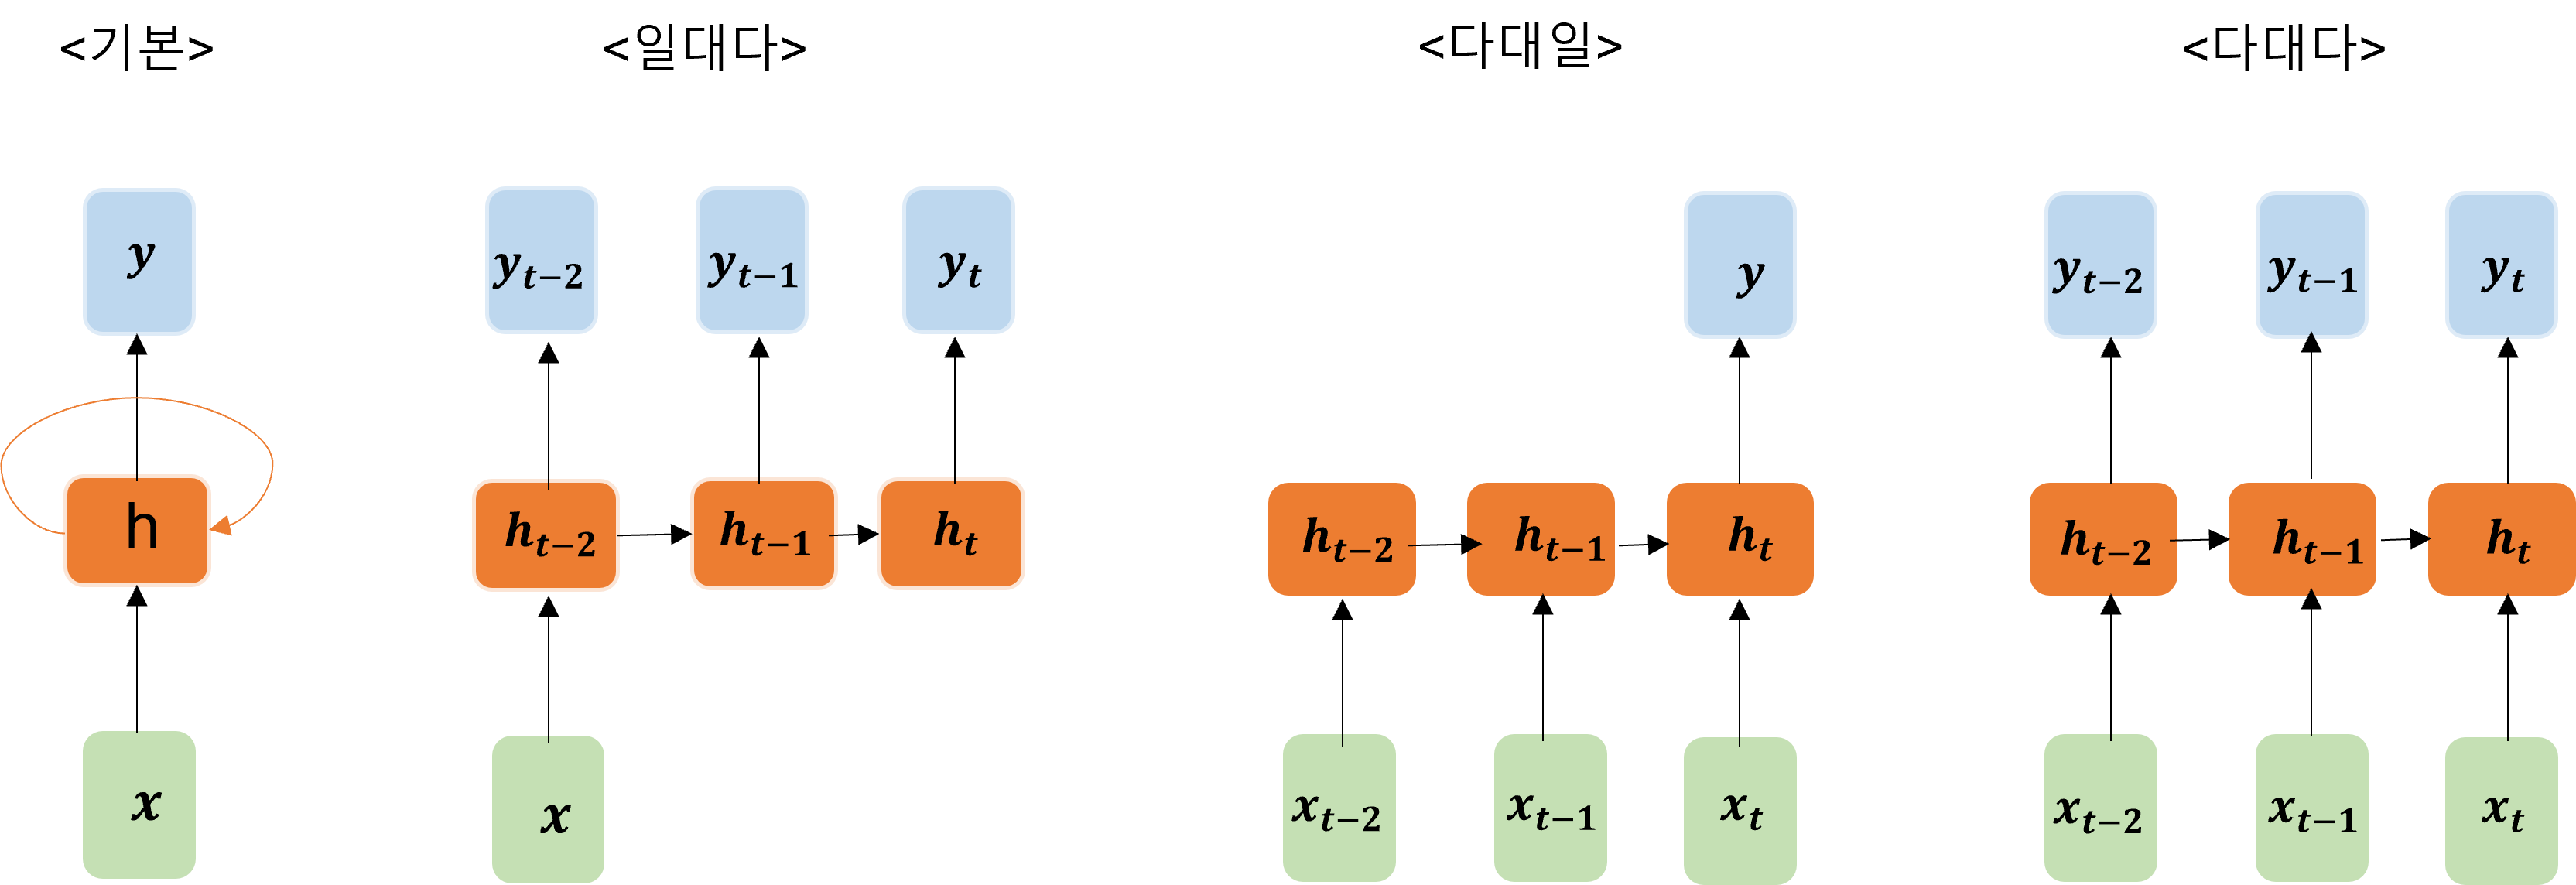 <기본>
<일대다>
<다대일>
<다대다>
y
y_{t-2} y_{t-1} y_t
y
y_{t-2} y_{t-1} y_t
h
h_{t-2} h_{t-1} h_t
h_{t-2} h_{t-1} h_t
h_{t-2} h_{t-1} h_t
x
x
x_{t-2} x_{t-1} x_t
x_{t-2} x_{t-1} x_t